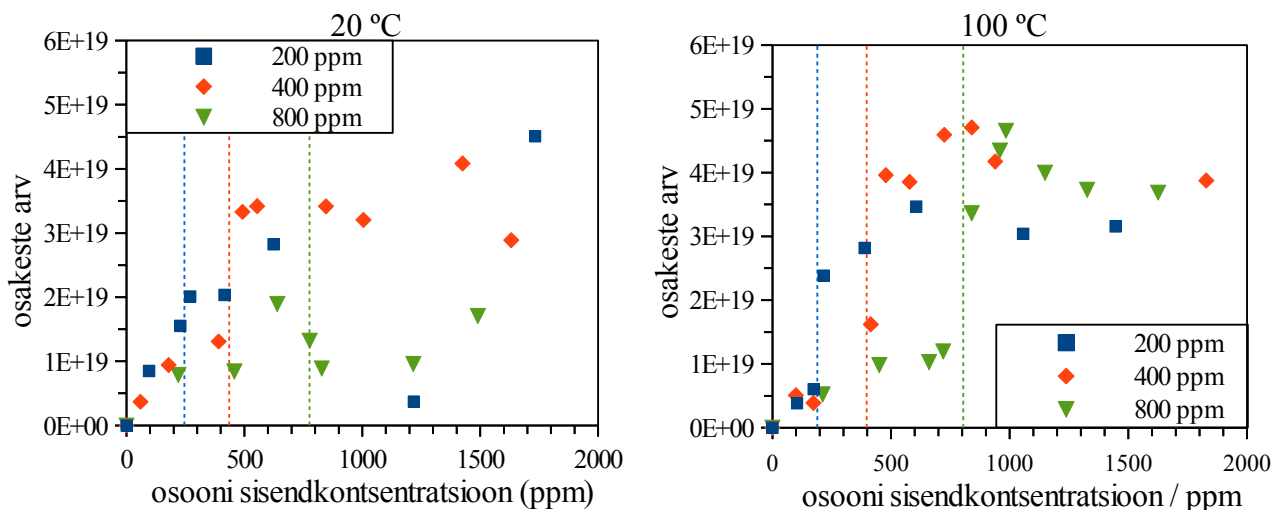 20 ºC
6E+19
5E+19
4E+19
3E+19
2E+19
1E+19
0E+00
osakeste arv
200 ppm
400 ppm
800 ppm
0
500
1000
1500
2000
osooni sisendkontsentratsioon (ppm)
100 ºC
6E+19
5E+19
4E+19
3E+19
2E+19
1E+19
0E+00
osakeste arv
200 ppm
400 ppm
800 ppm
0
500
1000
1500
2000
osooni sisendkontsentratsioon / ppm